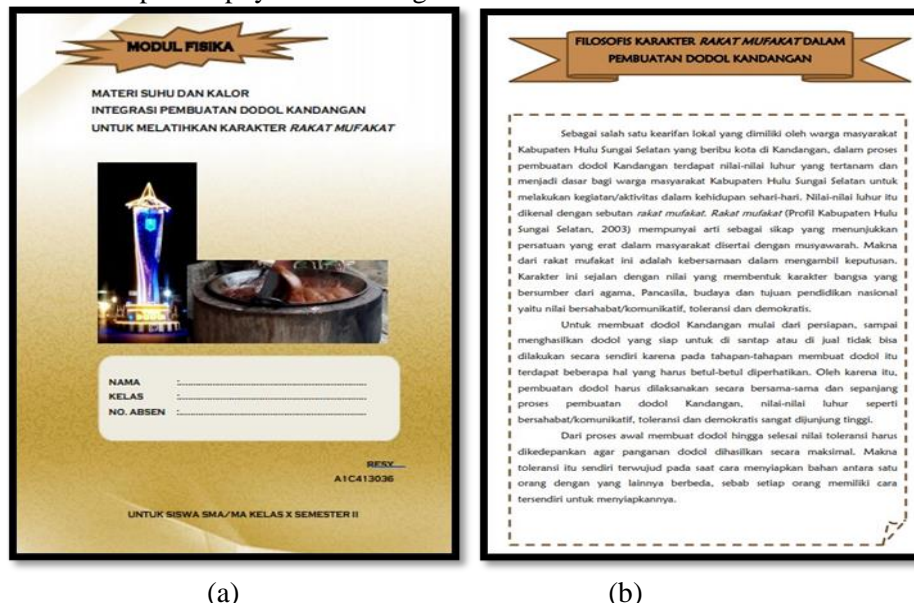 MODUL FISIKA
MATERI SUHU DAN KALOR
INTEGRASI PEMBUATAN DODOL KANDANGAN
UNTUK MELATIHKAN KARAKTER RAKAT MUFAKAT
NAMA :
KELAS :
NO. ABSEN :
RESY
A1C413036
UNTUK SISWA SMA/MA KELAS X SEMESTER II
(a)
FILOSOFIS KARAKTER RAKAT MUFAKAT DALAM
PEMBUATAN DODOL KANDANGAN
Sebagai salah satu kearifan lokal yang dimiliki oleh warga masyarakat
Kabupaten Hulu Sungai Selatan yang beribu kota di Kandangan, dalam proses
pembuatan dodol Kandangan terdapat nilai-nilai luhur yang tertanam dan
menjadi dasar bagi warga masyarakat Kabupaten Hulu Sungai Selatan untuk
melakukan kegiatan/aktivitas dalam kehidupan sehari-hari. Nilai-nilai luhur itu
dikenal dengan sebutan rakat mufakat. Rakat mufakat (Profil Kabupaten Hulu
Sungai Selatan, 2003) mempunyai arti sebagai sikap yang menunjukkan
persatuan yang erat dalam masyarakat disertai dengan musyawarah. Makna
dari rakat mufakat ini adalah kebersamaan dalam mengambil keputusan.
Karakter ini sejalan dengan nilai yang membentuk karakter bangsa yang
bersumber dari agama, Pancasila, budaya dan tujuan pendidikan nasional
yaitu nilai bersahabat/komunikatif, toleransi dan demokratis.
Untuk membuat dodol Kandangan mulai dari persiapan, sampai
menghasilkan dodol yang siap untuk di santap atau di jual tidak bisa
dilakukan secara sendiri karena pada tahapan-tahapan membuat dodol itu
terdapat beberapa hal yang harus betul-betul diperhatikan. Oleh karena itu,
pembuatan dodol harus dilaksanakan secara bersama-sama dan sepanjang
proses pembuatan dodol Kandangan, nilai-nilai luhur seperti
bersahabat/komunikatif, toleransi dan demokratis sangat dijunjung tinggi.
Dari proses awal membuat dodol hingga selesai nilai toleransi harus
dikedepankan agar panganan dodol dihasilkan secara maksimal. Makna
toleransi itu sendiri terwujud pada saat cara menyiapkan bahan antara satu
orang dengan yang lainnya berbeda, sebab setiap orang memiliki cara
tersendiri untuk menyiapkannya.
(b)